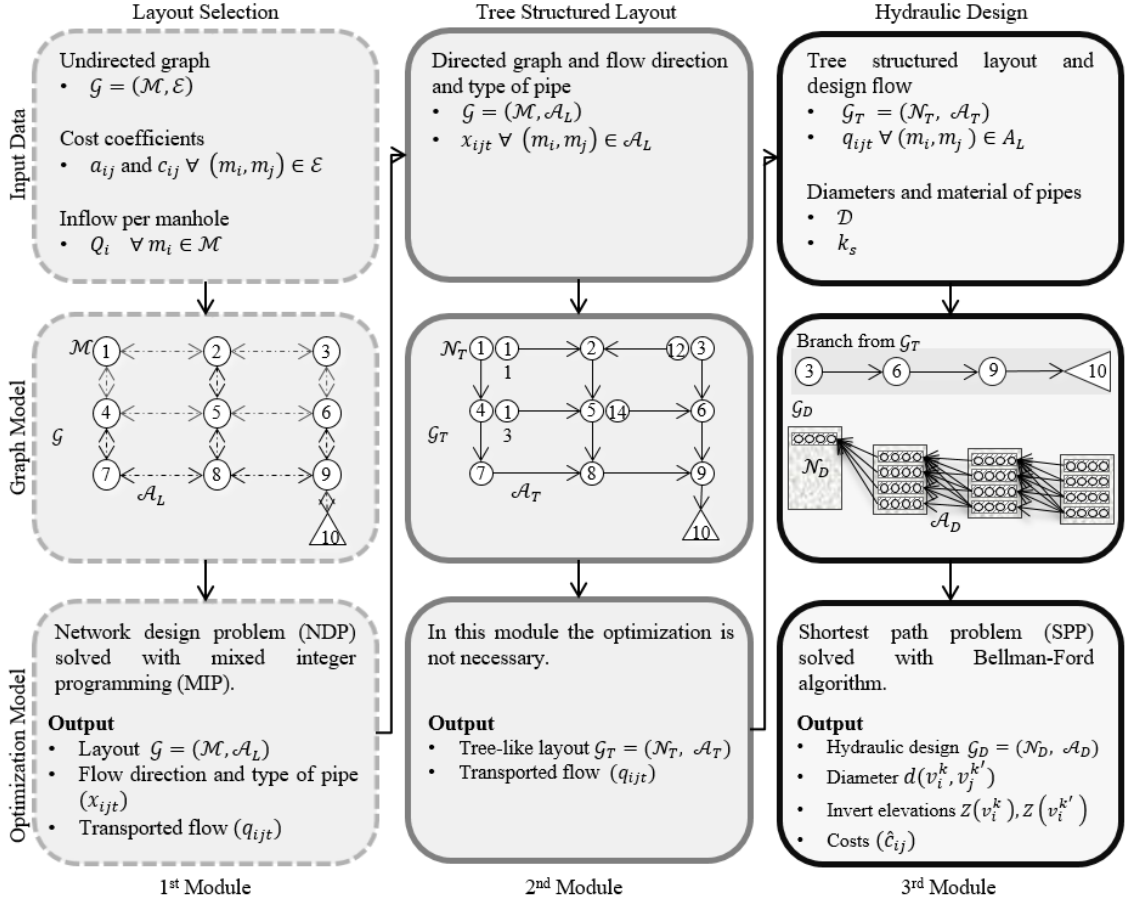 Layout Selection
Tree Structured Layout
Hydraulic Design
Input Data
Undirected graph
• 𝒢 = (ℳ, ℰ)
Cost coefficients
• a_ij and c_ij ∀ (m_i, m_j) ∈ ℰ
Inflow per manhole
• Q_i ∀ m_i ∈ ℳ
Directed graph and flow direction
and type of pipe
• 𝒢 = (ℳ, 𝒜_L)
• x_ijt ∀ (m_i, m_j) ∈ 𝒜_L
Tree structured layout and
design flow
• 𝒢_T = (𝒩_T, 𝒜_T)
• q_ijt ∀ (m_i, m_j) ∈ A_L
Diameters and material of pipes
• 𝒟
• k_s
Graph Model
ℳ 1 2 3
4 5 6
𝒢
7 8 9
𝒜_L
10
𝒩_T 1 1 2 12 3
1
4 1 5 14 6
3
𝒢_T
7 8 9
𝒜_T
10
Branch from 𝒢_T
3 6 9 10
𝒢_D
𝒩_D
𝒜_D
Optimization Model
Network design problem (NDP)
solved with mixed integer
programming (MIP).
Output
• Layout 𝒢 = (ℳ, 𝒜_L)
• Flow direction and type of pipe
(x_ijt)
• Transported flow (q_ijt)
In this module the optimization is
not necessary.
Output
• Tree-like layout 𝒢_T = (𝒩_T, 𝒜_T)
• Transported flow (q_ijt)
Shortest path problem (SPP)
solved with Bellman-Ford
algorithm.
Output
• Hydraulic design 𝒢_D = (𝒩_D, 𝒜_D)
• Diameter d(v_i^k, v_j^k')
• Invert elevations Z(v_i^k), Z(v_i^k')
• Costs (ĉ_ij)
1st Module
2nd Module
3rd Module